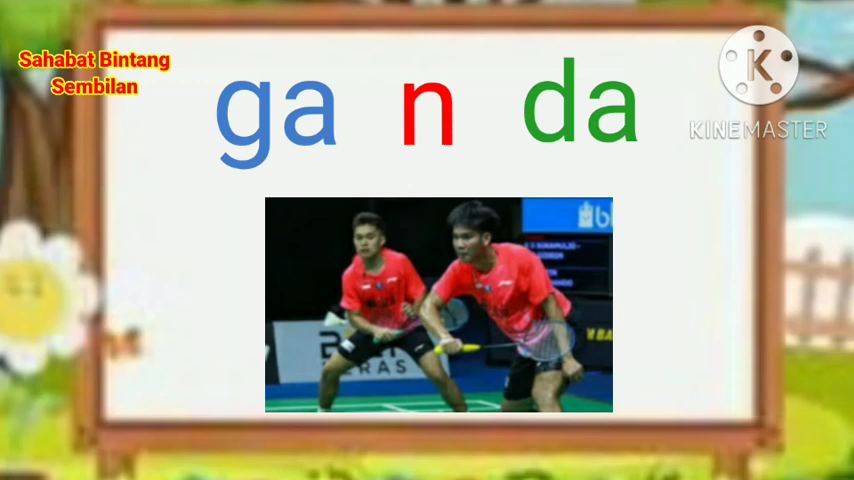 Sahabat Bintang
Sembilan
ga n da
K
KINEMASTER